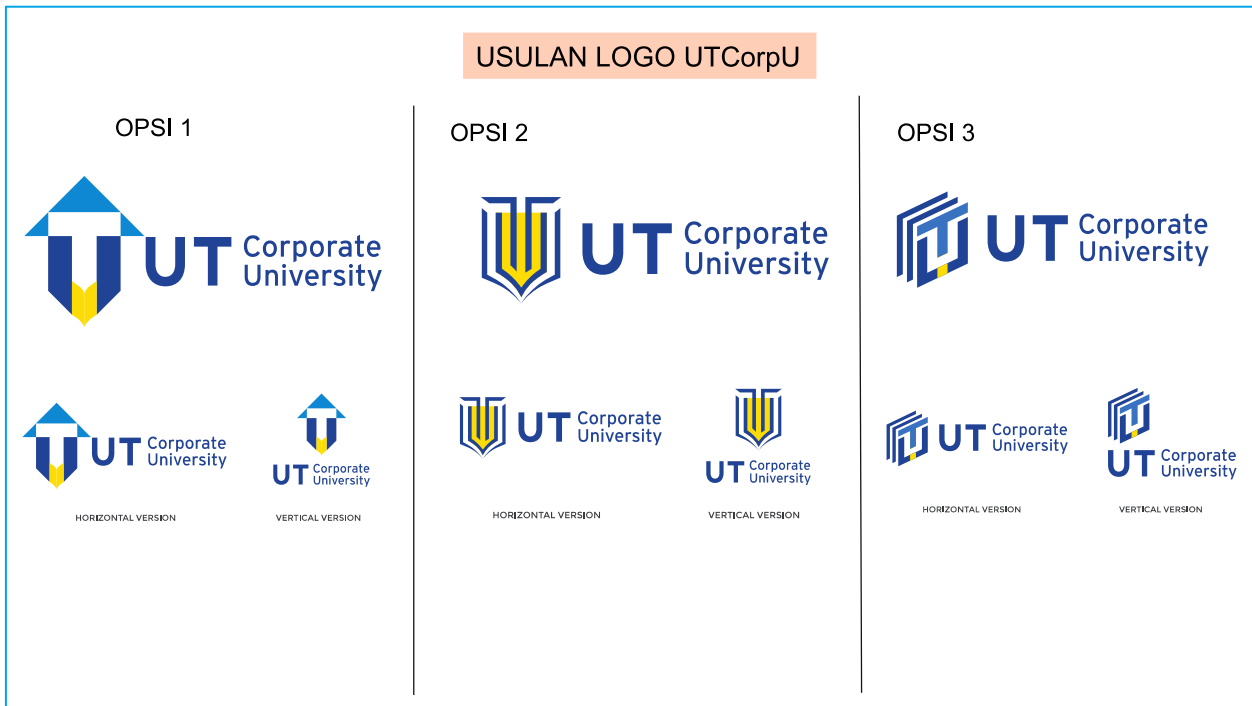 USULAN LOGO UTCorpU
OPSI 1
UT Corporate
University
UT Corporate
University
HORIZONTAL VERSION
UT Corporate
University
VERTICAL VERSION
OPSI 2
UT Corporate
University
UT Corporate
University
HORIZONTAL VERSION
UT Corporate
University
VERTICAL VERSION
OPSI 3
UT Corporate
University
UT Corporate
University
HORIZONTAL VERSION
UT Corporate
University
VERTICAL VERSION